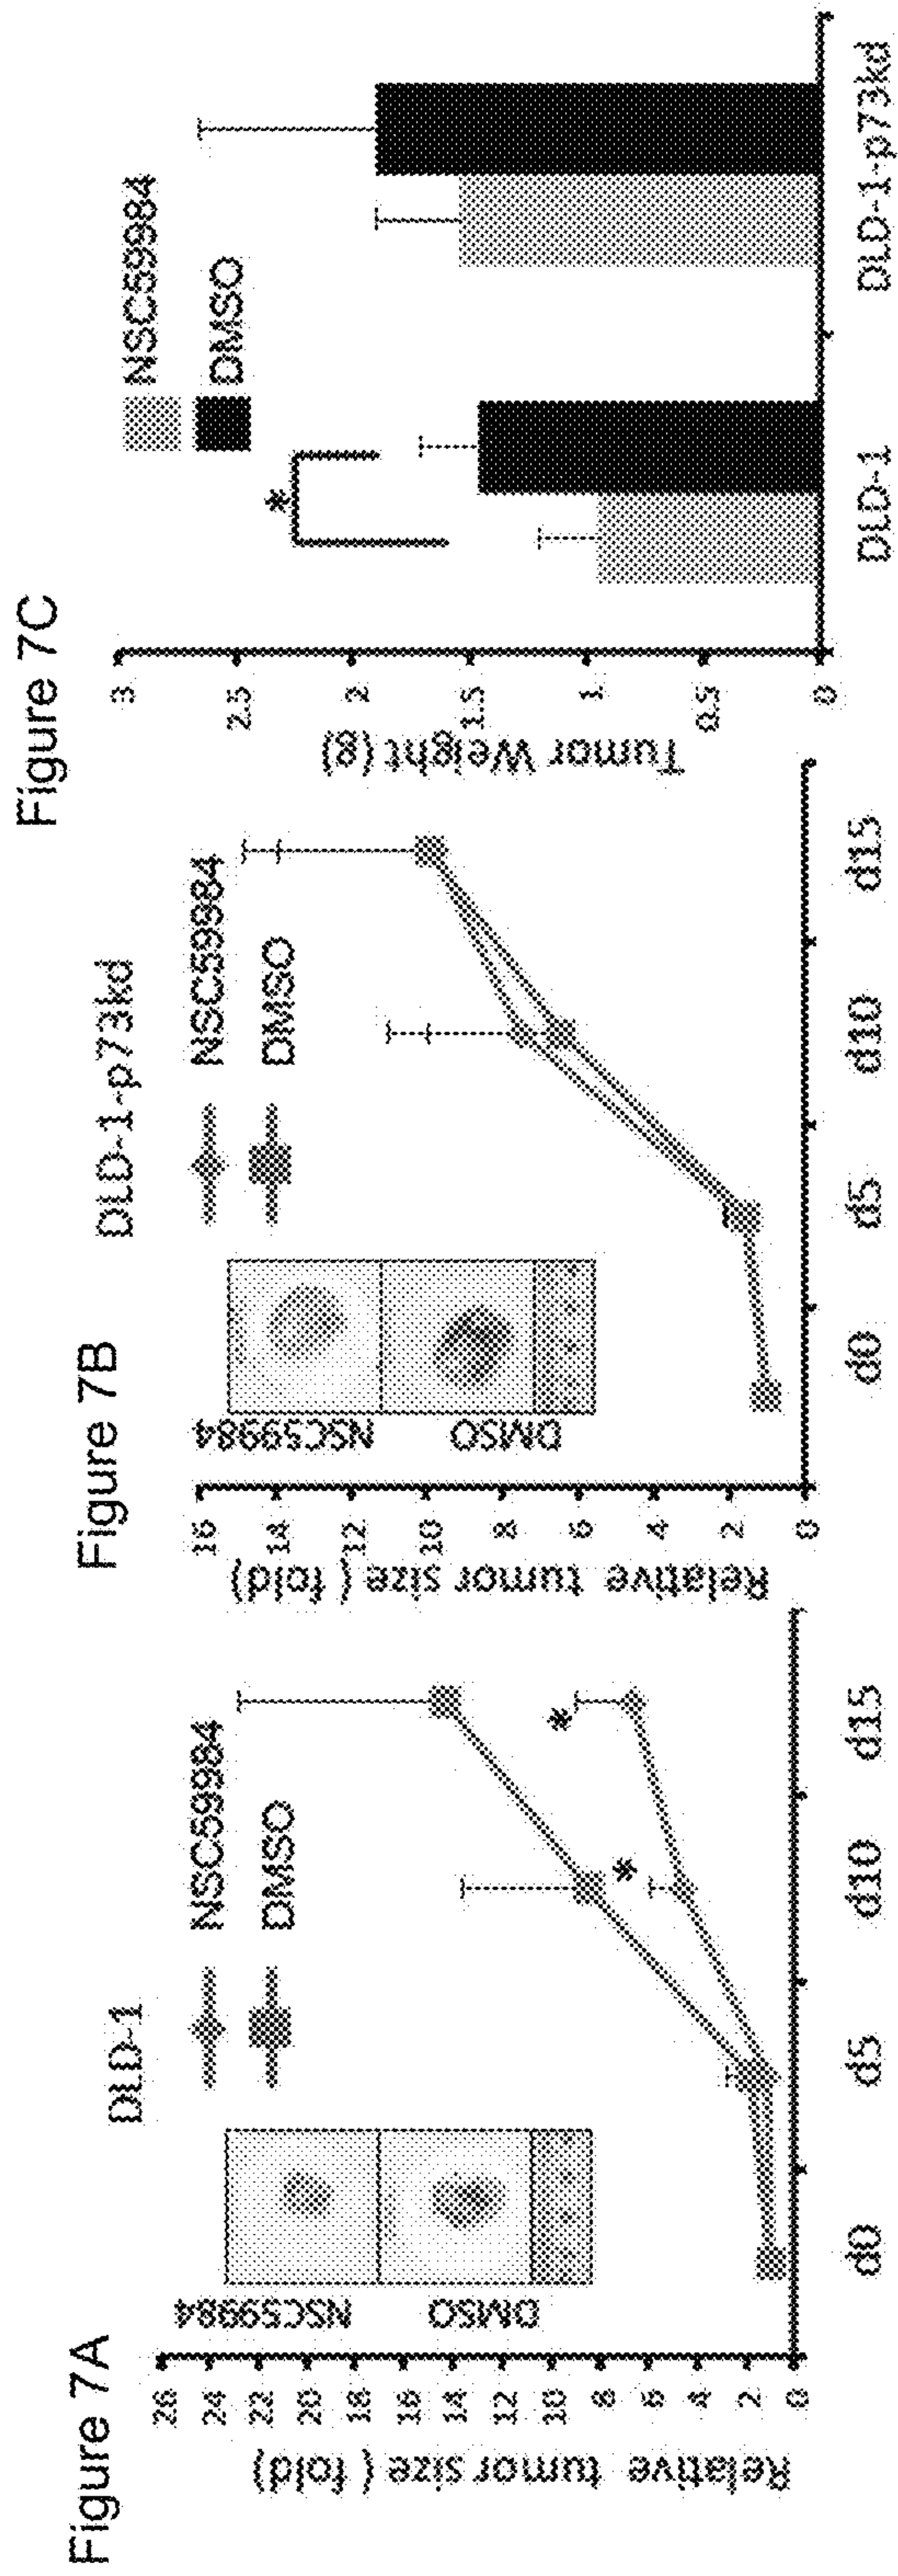 Figure 7A
DLD-1
NSC59984
DMSO
NSC59984
DMSO
Relative tumor size (fold)
26
24
22
20
18
16
14
12
10
8
6
4
2
0
*
*
d0
d5
d10
d15
Figure 7B
DLD-1-p73kd
NSC59984
DMSO
NSC59984
DMSO
Relative tumor size (fold)
16
14
12
10
8
6
4
2
0
d0
d5
d10
d15
Figure 7C
NSC59984
DMSO
*
Tumor Weight (g)
3
2.5
2
1.5
1
0.5
0
DLD-1
DLD-1-p73kd